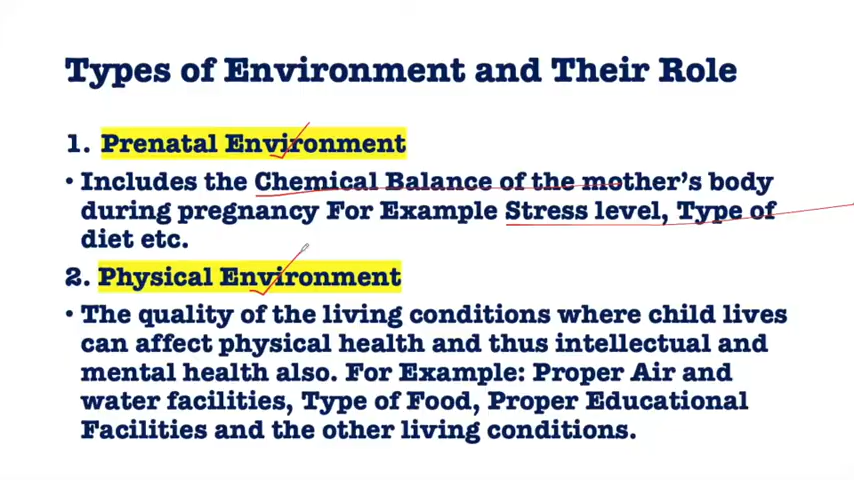 Types of Environment and Their Role
1. Prenatal Environment
• Includes the Chemical Balance of the mother's body
during pregnancy For Example Stress level, Type of
diet etc.
2. Physical Environment
• The quality of the living conditions where child lives
can affect physical health and thus intellectual and
mental health also. For Example: Proper Air and
water facilities, Type of Food, Proper Educational
Facilities and the other living conditions.